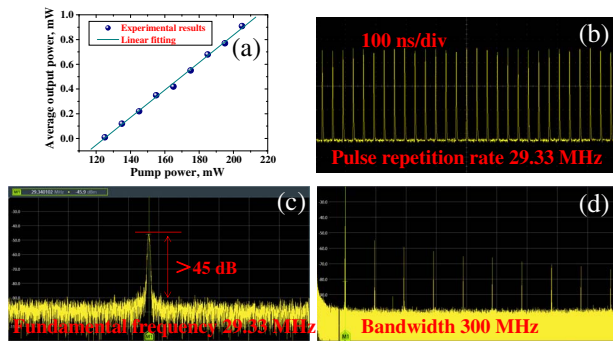 1.0
0.8
0.6
0.4
0.2
0.0
Average output power, mW
Experimental results
Linear fitting
(a)
120 140 160 180 200 220
Pump power, mW
100 ns/div
(b)
Pulse repetition rate 29.33 MHz
(c)
>45 dB
Fundamental frequency 29.33 MHz
M1
(d)
Bandwidth 300 MHz
M1